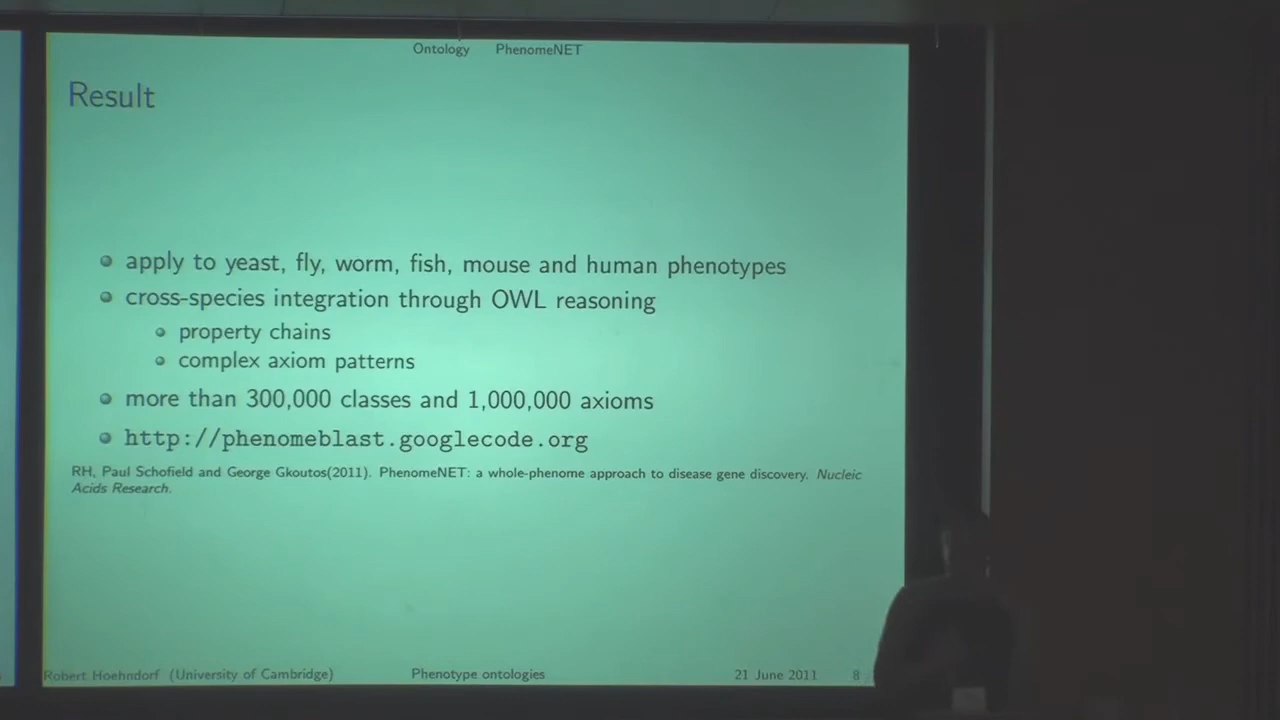 Ontology PhenomeNET
Result
apply to yeast, fly, worm, fish, mouse and human phenotypes
cross-species integration through OWL reasoning
property chains
complex axiom patterns
more than 300,000 classes and 1,000,000 axioms
http://phenomeblast.googlecode.org
RH, Paul Schofield and George Gkoutos(2011). PhenomeNET: a whole-phenome approach to disease gene discovery. Nucleic
Acids Research.
Robert Hoehndorf (University of Cambridge) Phenotype ontologies 21 June 2011 8